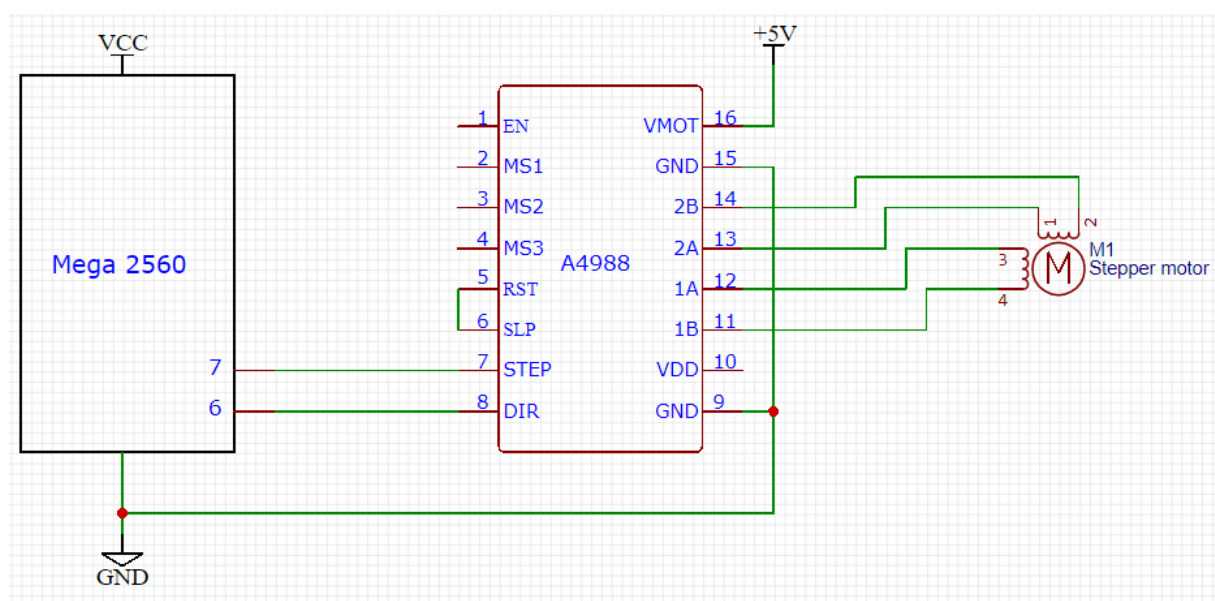 VCC
+5V
Mega 2560
7
6
GND
A4988
1 EN
2 MS1
3 MS2
4 MS3
5 RST
6 SLP
7 STEP
8 DIR
VMOT 16
GND 15
2B 14
2A 13
1A 12
1B 11
VDD 10
GND 9
1
2
3
4
M
M1
Stepper motor